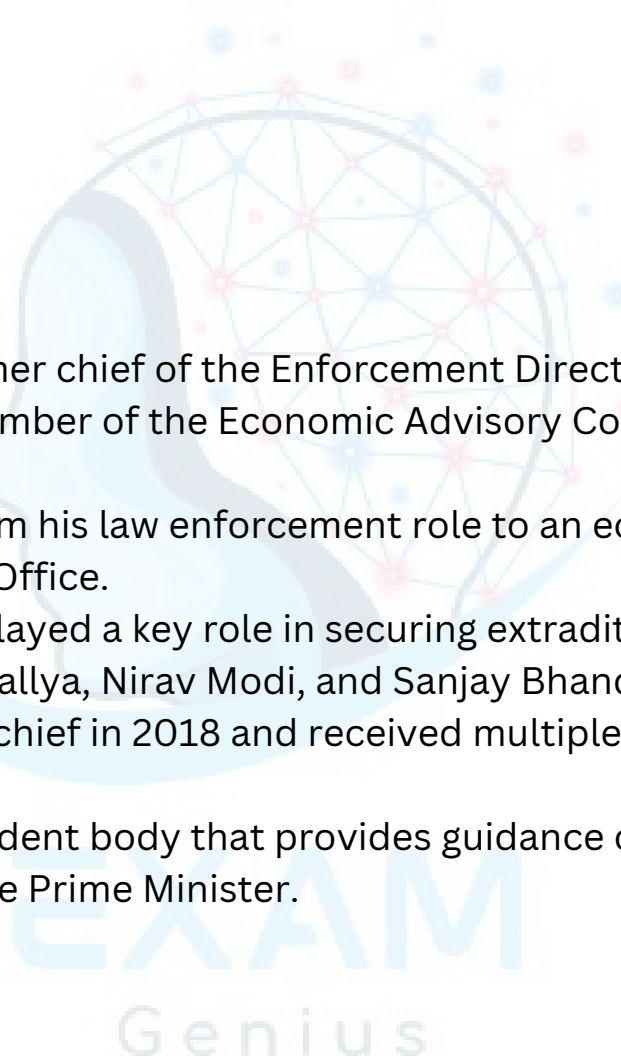 ner chief of the Enforcement Direct
mber of the Economic Advisory Co
m his law enforcement role to an ec
Office.
layed a key role in securing extradit
allya, Nirav Modi, and Sanjay Bhand
chief in 2018 and received multiple
dent body that provides guidance o
e Prime Minister.
EXAM
Genius